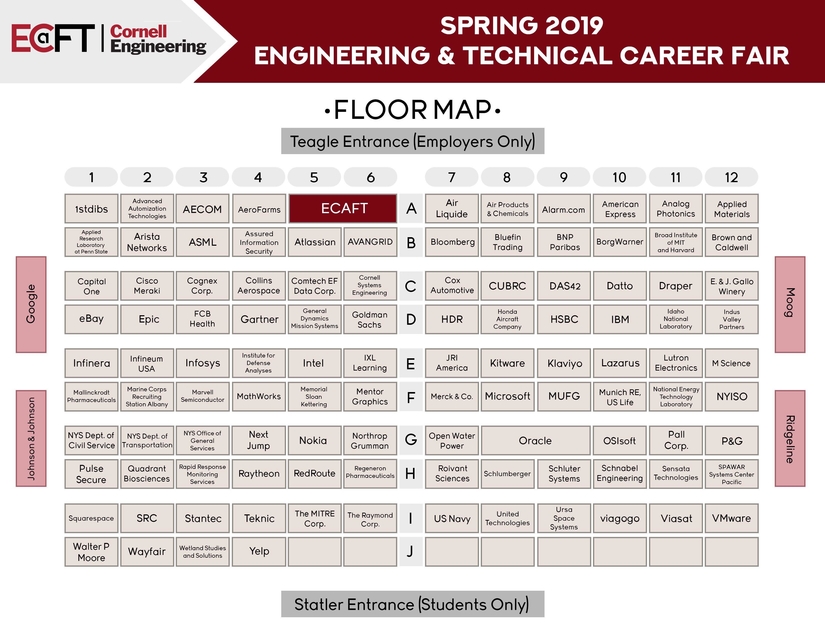 ECaFT | Cornell Engineering
SPRING 2019
ENGINEERING & TECHNICAL CAREER FAIR
•FLOOR MAP•
Teagle Entrance (Employers Only)
1 2 3 4 5 6 7 8 9 10 11 12
1stdibs
Advanced
Automization
Technologies
AECOM
AeroFarms
ECAFT
A
Air
Liquide
Air Products
& Chemicals
Alarm.com
American
Express
Analog
Photonics
Applied
Materials
Applied
Research
Laboratory
at Penn State
Arista
Networks
ASML
Assured
Information
Security
Atlassian
AVANGRID
B
Bloomberg
Bluefin
Trading
BNP
Paribas
BorgWarner
Broad Institute
of MIT
and Harvard
Brown and
Caldwell
Google
Capital
One
Cisco
Meraki
Cognex
Corp.
Collins
Aerospace
Comtech EF
Data Corp.
Cornell
Systems
Engineering
C
Cox
Automotive
CUBRC
DAS42
Datto
Draper
E. & J. Gallo
Winery
Moog
eBay
Epic
FCB
Health
Gartner
General
Dynamics
Mission Systems
Goldman
Sachs
D
HDR
Honda
Aircraft
Company
HSBC
IBM
Idaho
National
Laboratory
Indus
Valley
Partners
Infinera
Infineum
USA
Infosys
Institute for
Defense
Analyses
Intel
IXL
Learning
E
JRI
America
Kitware
Klaviyo
Lazarus
Lutron
Electronics
M Science
Mallinckrodt
Pharmaceuticals
Marine Corps
Recruiting
Station Albany
Marvell
Semiconductor
MathWorks
Memorial
Sloan
Kettering
Mentor
Graphics
F
Merck & Co.
Microsoft
MUFG
Munich RE,
US Life
National Energy
Technology
Laboratory
NYISO
Johnson & Johnson
NYS Dept. of
Civil Service
NYS Dept. of
Transportation
NYS Office of
General
Services
Next
Jump
Nokia
Northrop
Grumman
G
Open Water
Power
Oracle
OSIsoft
Pall
Corp.
P&G
Ridgeline
Pulse
Secure
Quadrant
Biosciences
Rapid Response
Monitoring
Services
Raytheon
RedRoute
Regeneron
Pharmaceuticals
H
Roivant
Sciences
Schlumberger
Schluter
Systems
Schnabel
Engineering
Sensata
Technologies
SPAWAR
Systems Center
Pacific
Squarespace
SRC
Stantec
Teknic
The MITRE
Corp.
The Raymond
Corp.
I
US Navy
United
Technologies
Ursa
Space
Systems
viagogo
Viasat
VMware
Walter P
Moore
Wayfair
Wetland Studies
and Solutions
Yelp
J
Statler Entrance (Students Only)